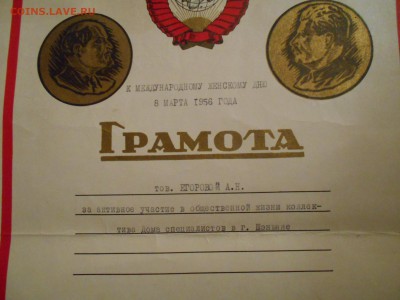 COINS.LAVE.RU
К МЕЖДУНАРОДНОМУ ЖЕНСКОМУ ДНЮ
8 МАРТА 1956 ГОДА
ГРАМОТА
тов. ЕГОРОВОЙ А.Н.
за активное участие в общественной жизни коллек-
тива Дома специалистов в г. Шеньяне